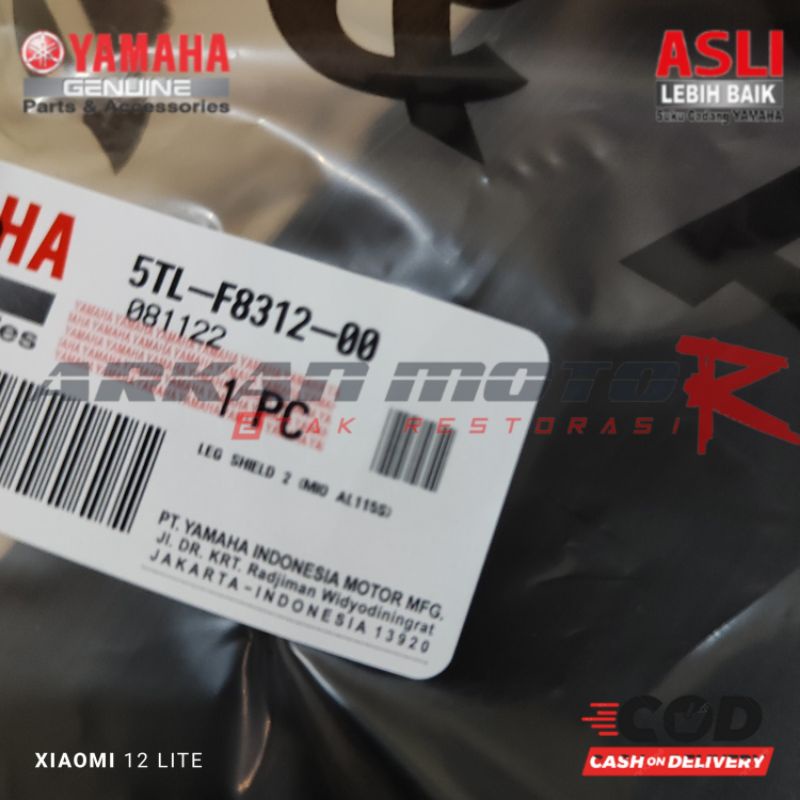 YAMAHA
GENUINE
Parts & Accessories
ASLI
LEBIH BAIK
Suku Cadang YAMAHA
5TL-F8312-00
081122
1 PC
ARKAN MOTOR
RESTORASI
LEG SHIELD 2 (MIO AL115S)
PT. YAMAHA INDONESIA MOTOR MFG.
Jl. DR. KRT. Radjiman Widyodiningrat
JAKARTA-INDONESIA 13920
COD
CASH ON DELIVERY
XIAOMI 12 LITE